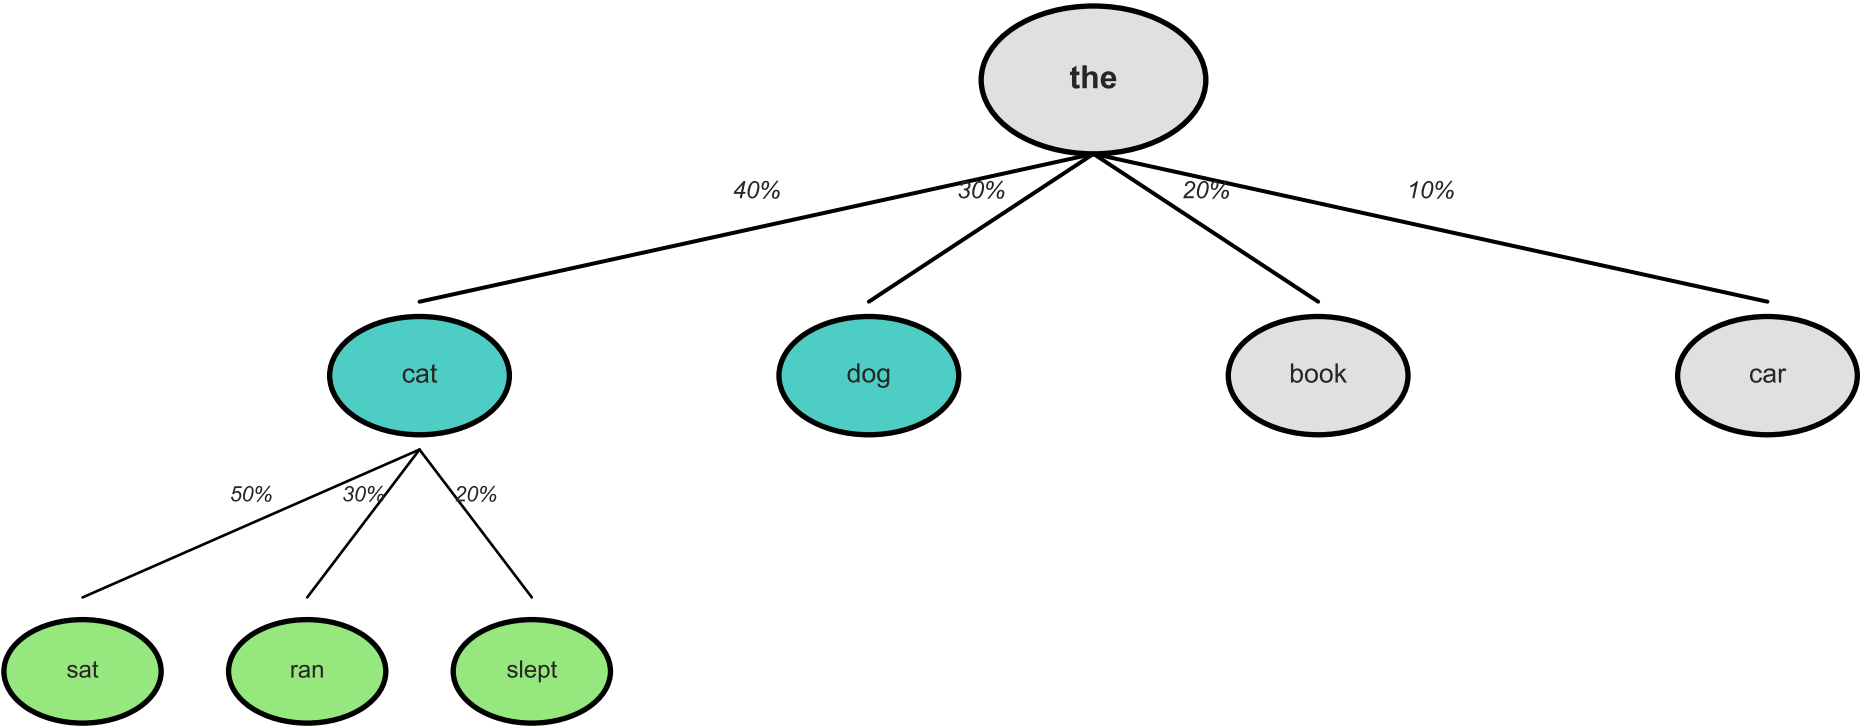 the
40% 30% 20% 10%
cat dog book car
50% 30% 20%
sat ran slept